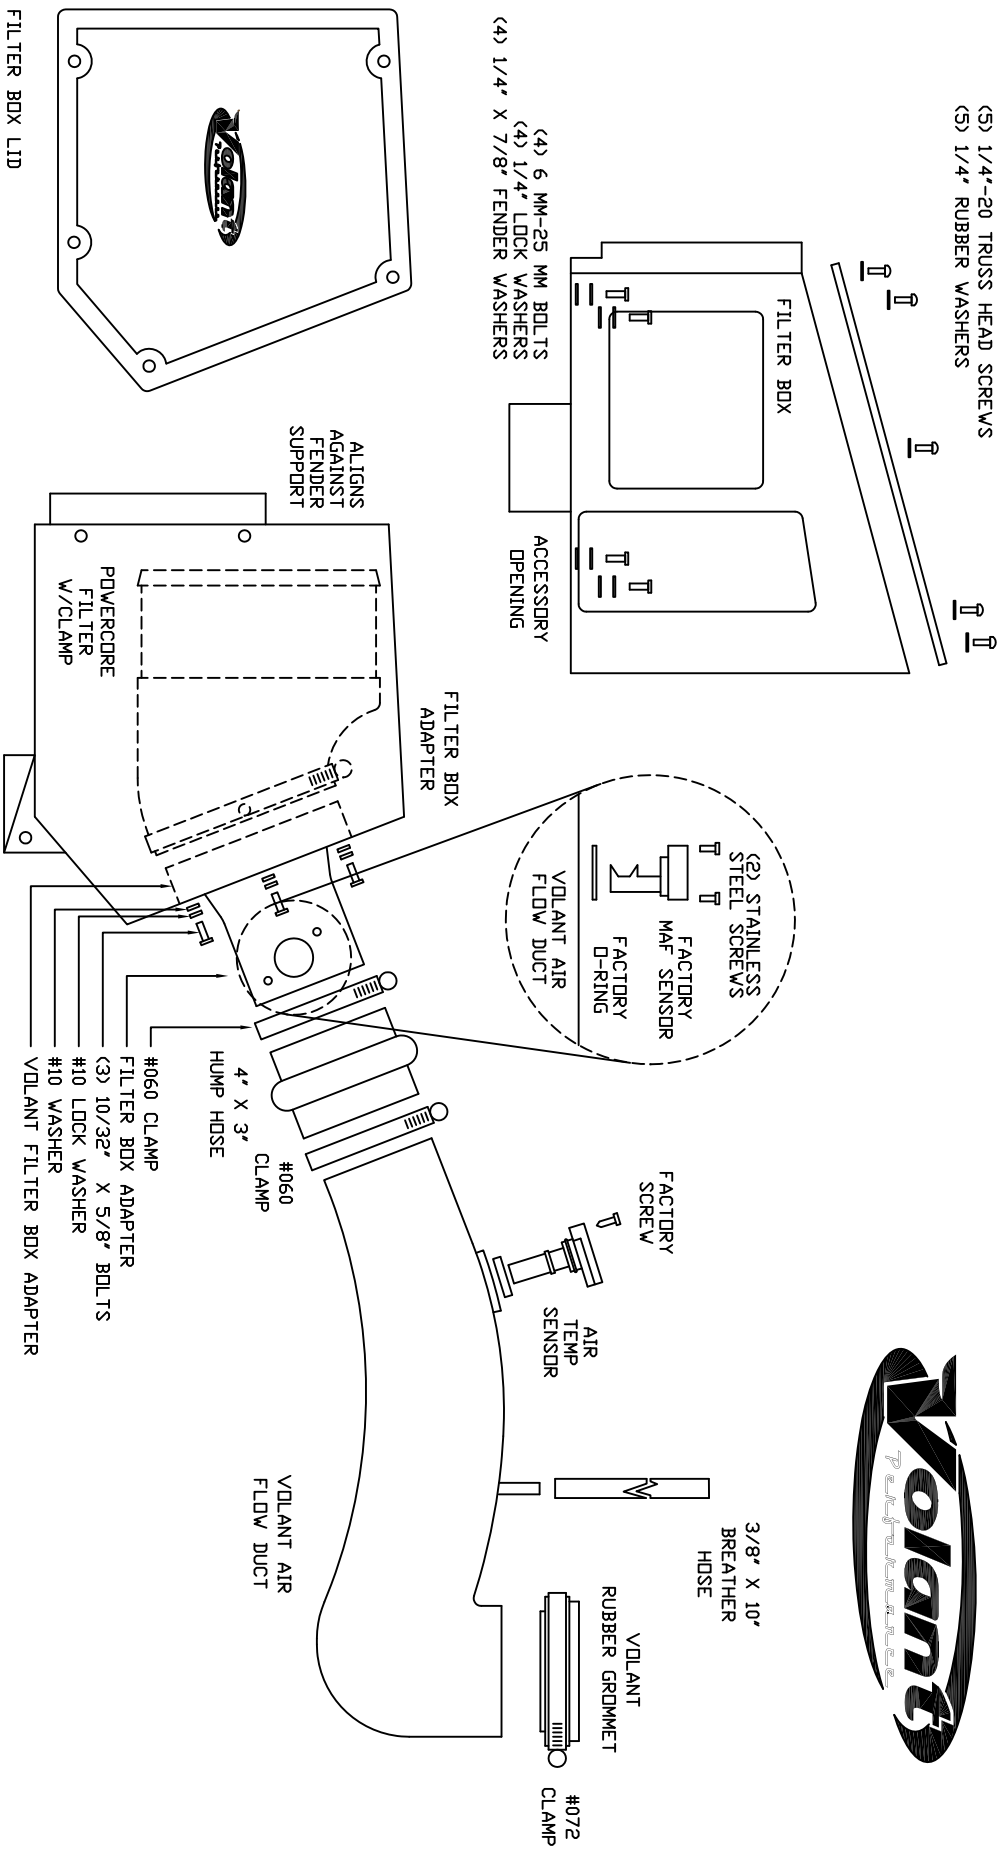 (5) 1/4"-20 TRUSS HEAD SCREWS
(5) 1/4" RUBBER WASHERS
FILTER BOX
(4) 6 MM-25 MM BOLTS
(4) 1/4" LOCK WASHERS
(4) 1/4" X 7/8" FENDER WASHERS
ACCESSORY
OPENING
Volant
Performance
FILTER BOX LID
Volant
Performance
(2) STAINLESS
STEEL SCREWS
FACTORY
MAF SENSOR
FACTORY
O-RING
VOLANT AIR
FLOW DUCT
FACTORY
SCREW
AIR
TEMP
SENSOR
3/8" X 10"
BREATHER
HOSE
VOLANT
RUBBER GROMMET
#072
CLAMP
ALIGNS
AGAINST
FENDER
SUPPORT
FILTER BOX
ADAPTER
POWERCORE
FILTER
W/CLAMP
#060
CLAMP
4" X 3"
HUMP HOSE
VOLANT AIR
FLOW DUCT
#060 CLAMP
FILTER BOX ADAPTER
(3) 10/32" X 5/8" BOLTS
#10 LOCK WASHER
#10 WASHER
VOLANT FILTER BOX ADAPTER